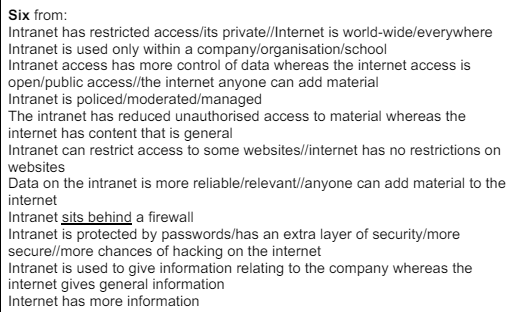 Six from:
Intranet has restricted access/its private//Internet is world-wide/everywhere
Intranet is used only within a company/organisation/school
Intranet access has more control of data whereas the internet access is
open/public access//the internet anyone can add material
Intranet is policed/moderated/managed
The intranet has reduced unauthorised access to material whereas the
internet has content that is general
Intranet can restrict access to some websites//internet has no restrictions on
websites
Data on the intranet is more reliable/relevant//anyone can add material to the
internet
Intranet sits behind a firewall
Intranet is protected by passwords/has an extra layer of security/more
secure//more chances of hacking on the internet
Intranet is used to give information relating to the company whereas the
internet gives general information
Internet has more information